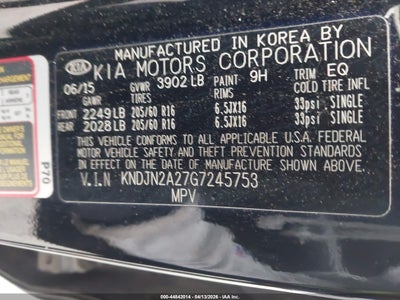 MANUFACTURED IN KOREA BY
KIA KIA MOTORS CORPORATION
06/15 GVWR 3902 LB PAINT 9H TRIM EQ
GAWR TIRES RIMS COLD TIRE INFL
FRONT 2249 LB 205/60 R16 6.5JX16 33psi SINGLE
REAR 2028 LB 205/60 R16 6.5JX16 33psi SINGLE
THIS VEHICLE CONFORMS TO ALL APPLICABLE U.S.A. FEDERAL
MOTOR VEHICLE SAFETY AND THEFT PREVENTION STANDARDS
IN EFFECT ON THE DATE OF MANUFACTURE SHOWN ABOVE.
V.I.N KNDJN2A27G7245753
MPV
P70
000-44842014 - 04/13/2026 - IAA, Inc.